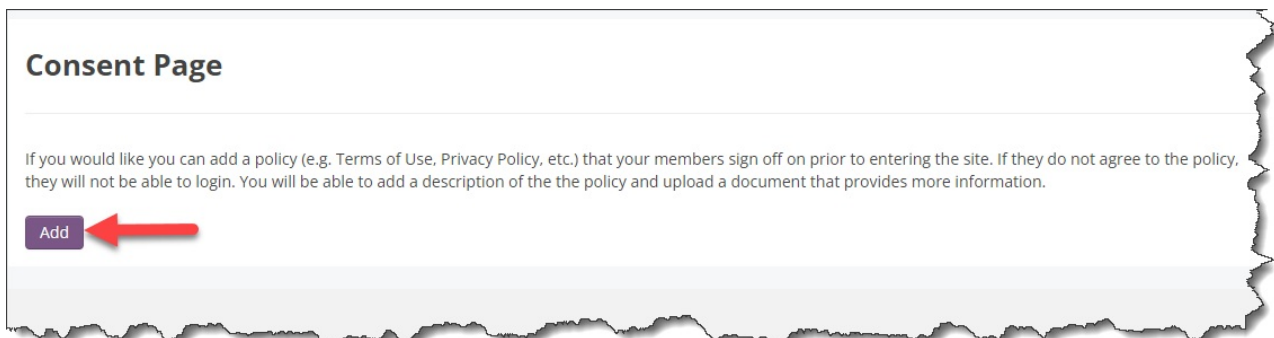 Consent Page
If you would like you can add a policy (e.g. Terms of Use, Privacy Policy, etc.) that your members sign off on prior to entering the site. If they do not agree to the policy,
they will not be able to login. You will be able to add a description of the the policy and upload a document that provides more information.
Add